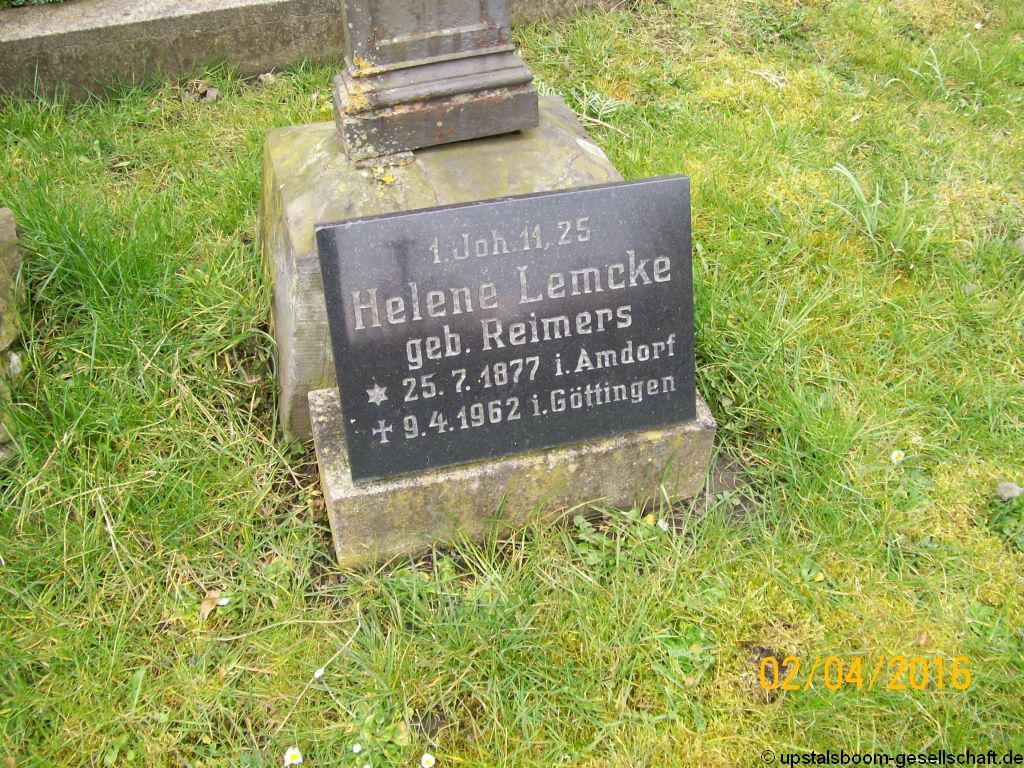 1. Joh. 11, 25
Helene Lemcke
geb. Reimers
25. 7. 1877 i. Amdorf
9. 4. 1962 i. Göttingen
02/04/2016
© upstalsboom-gesellschaft.de